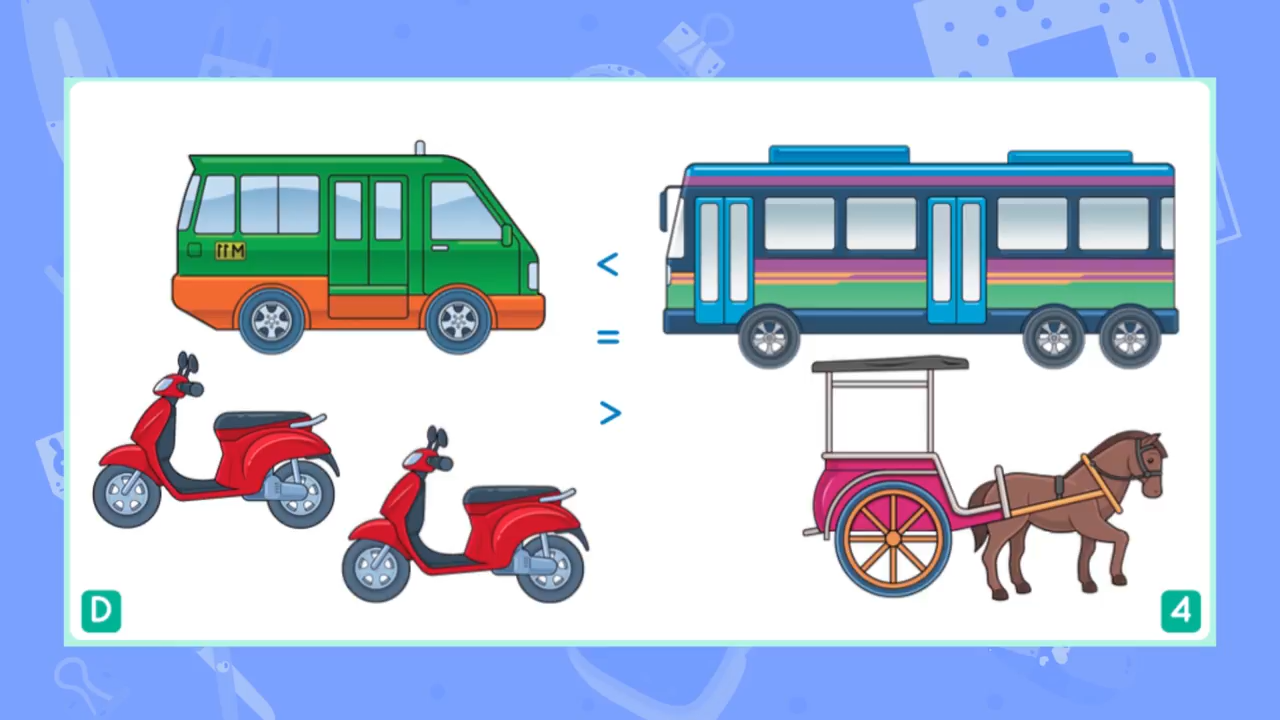 <
=
>
D
4